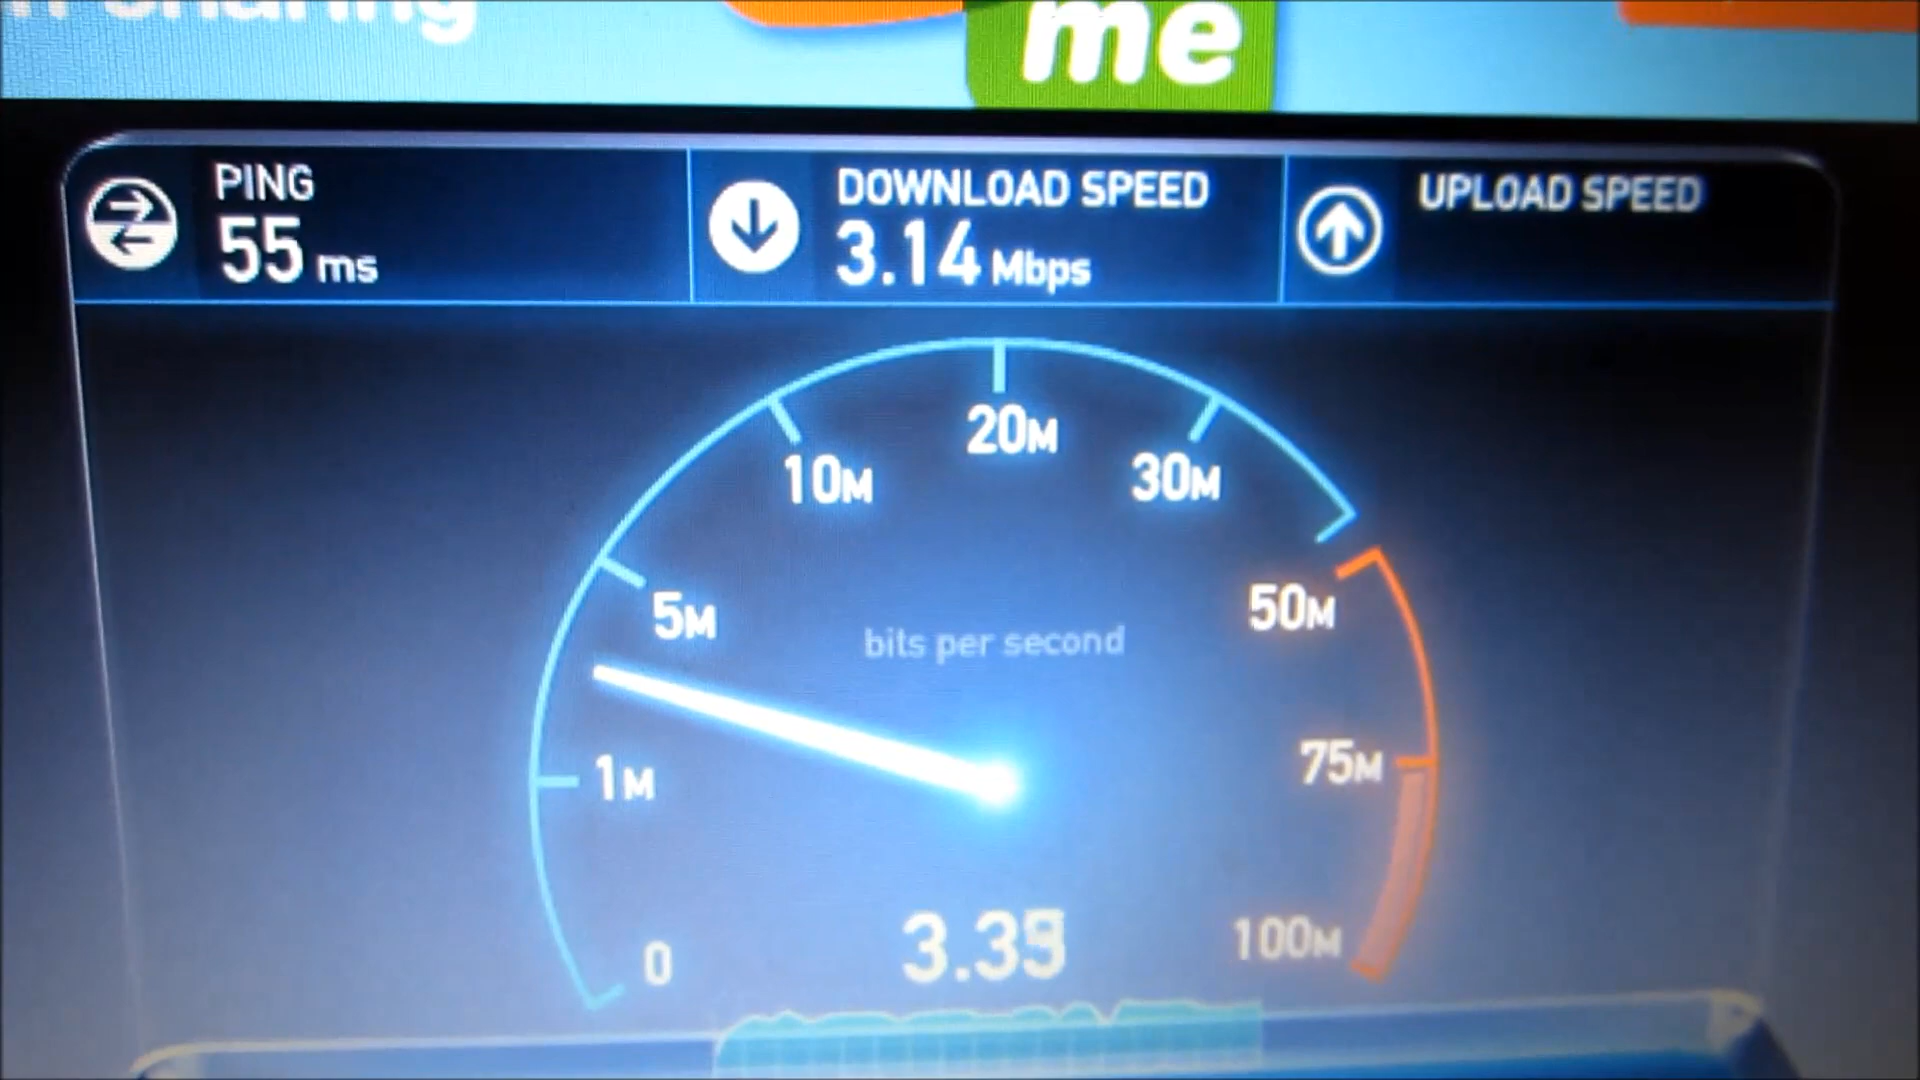 sharing
me
PING
55 ms
DOWNLOAD SPEED
3.14 Mbps
UPLOAD SPEED
20M
10M
30M
5M
50M
bits per second
1M
75M
0
100M